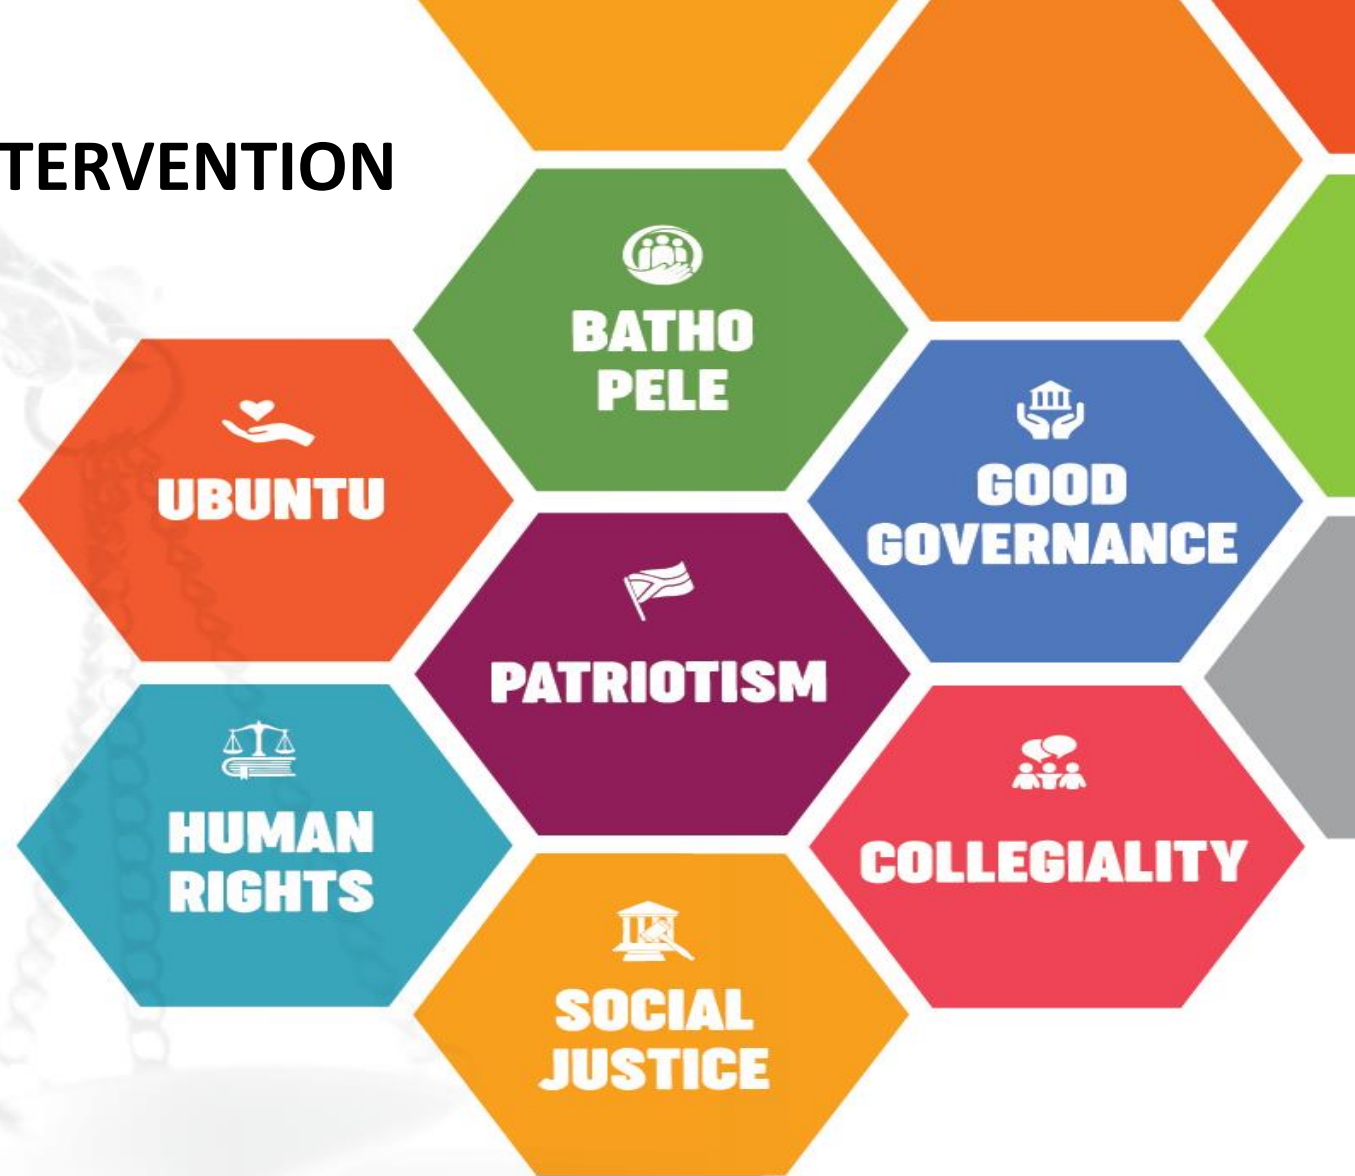 TERVENTION
BATHO
PELE
UBUNTU
GOOD
GOVERNANCE
PATRIOTISM
HUMAN
RIGHTS
COLLEGIALITY
SOCIAL
JUSTICE